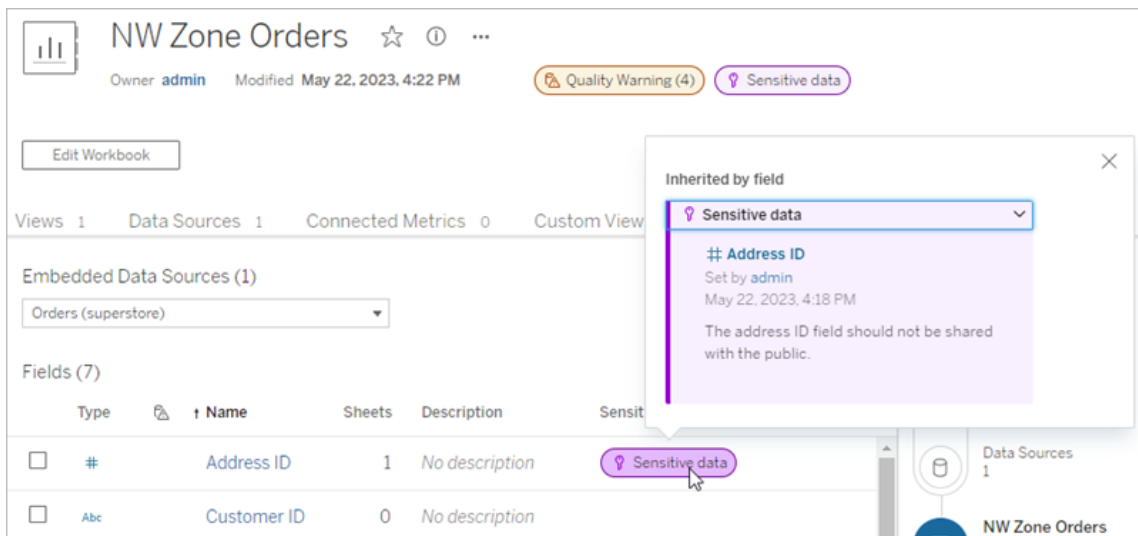 NW Zone Orders
Owner admin Modified May 22, 2023, 4:22 PM Quality Warning (4) Sensitive data
Edit Workbook
Views 1 Data Sources 1 Connected Metrics 0 Custom View
Embedded Data Sources (1)
Orders (superstore)
Fields (7)
Type Name Sheets Description Sensit
# Address ID 1 No description Sensitive data
Abc Customer ID 0 No description
Inherited by field
Sensitive data
# Address ID
Set by admin
May 22, 2023, 4:18 PM
The address ID field should not be shared
with the public.
Data Sources
1
NW Zone Orders